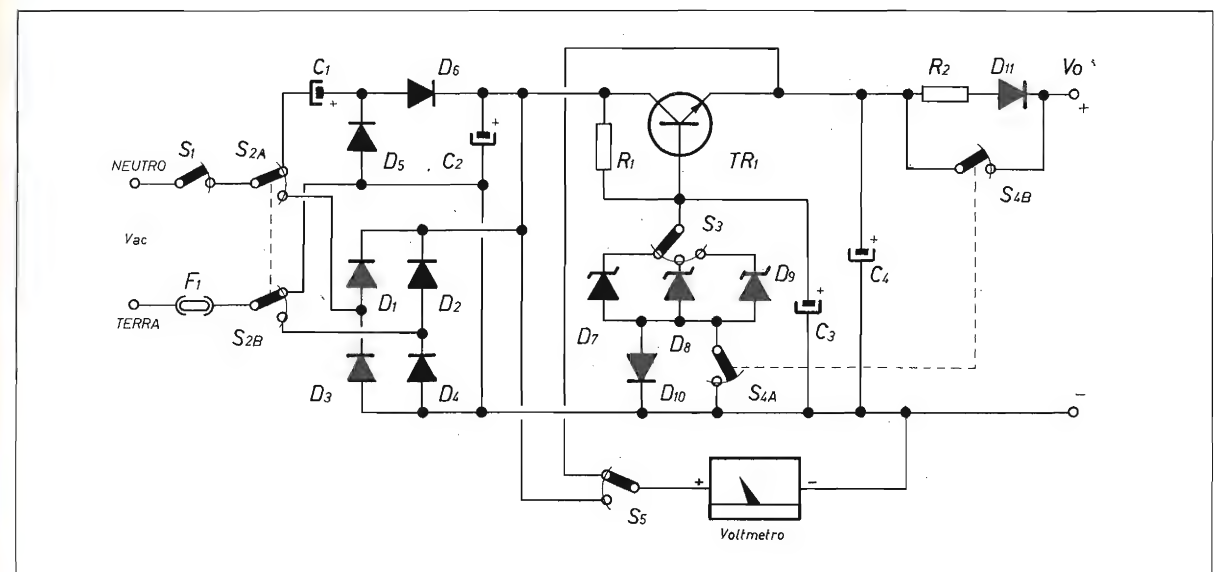 C1
D6
R2
D11
Vo
+
+
+
NEUTRO
S1
S2A
D5
C2
R1
TR1
S4B
Vac
S3
+
F1
D1
D2
D9
C4
TERRA
S2B
D7
D8
+
C3
D3
D4
D10
S4A
-
+
-
S5
Voltmetro